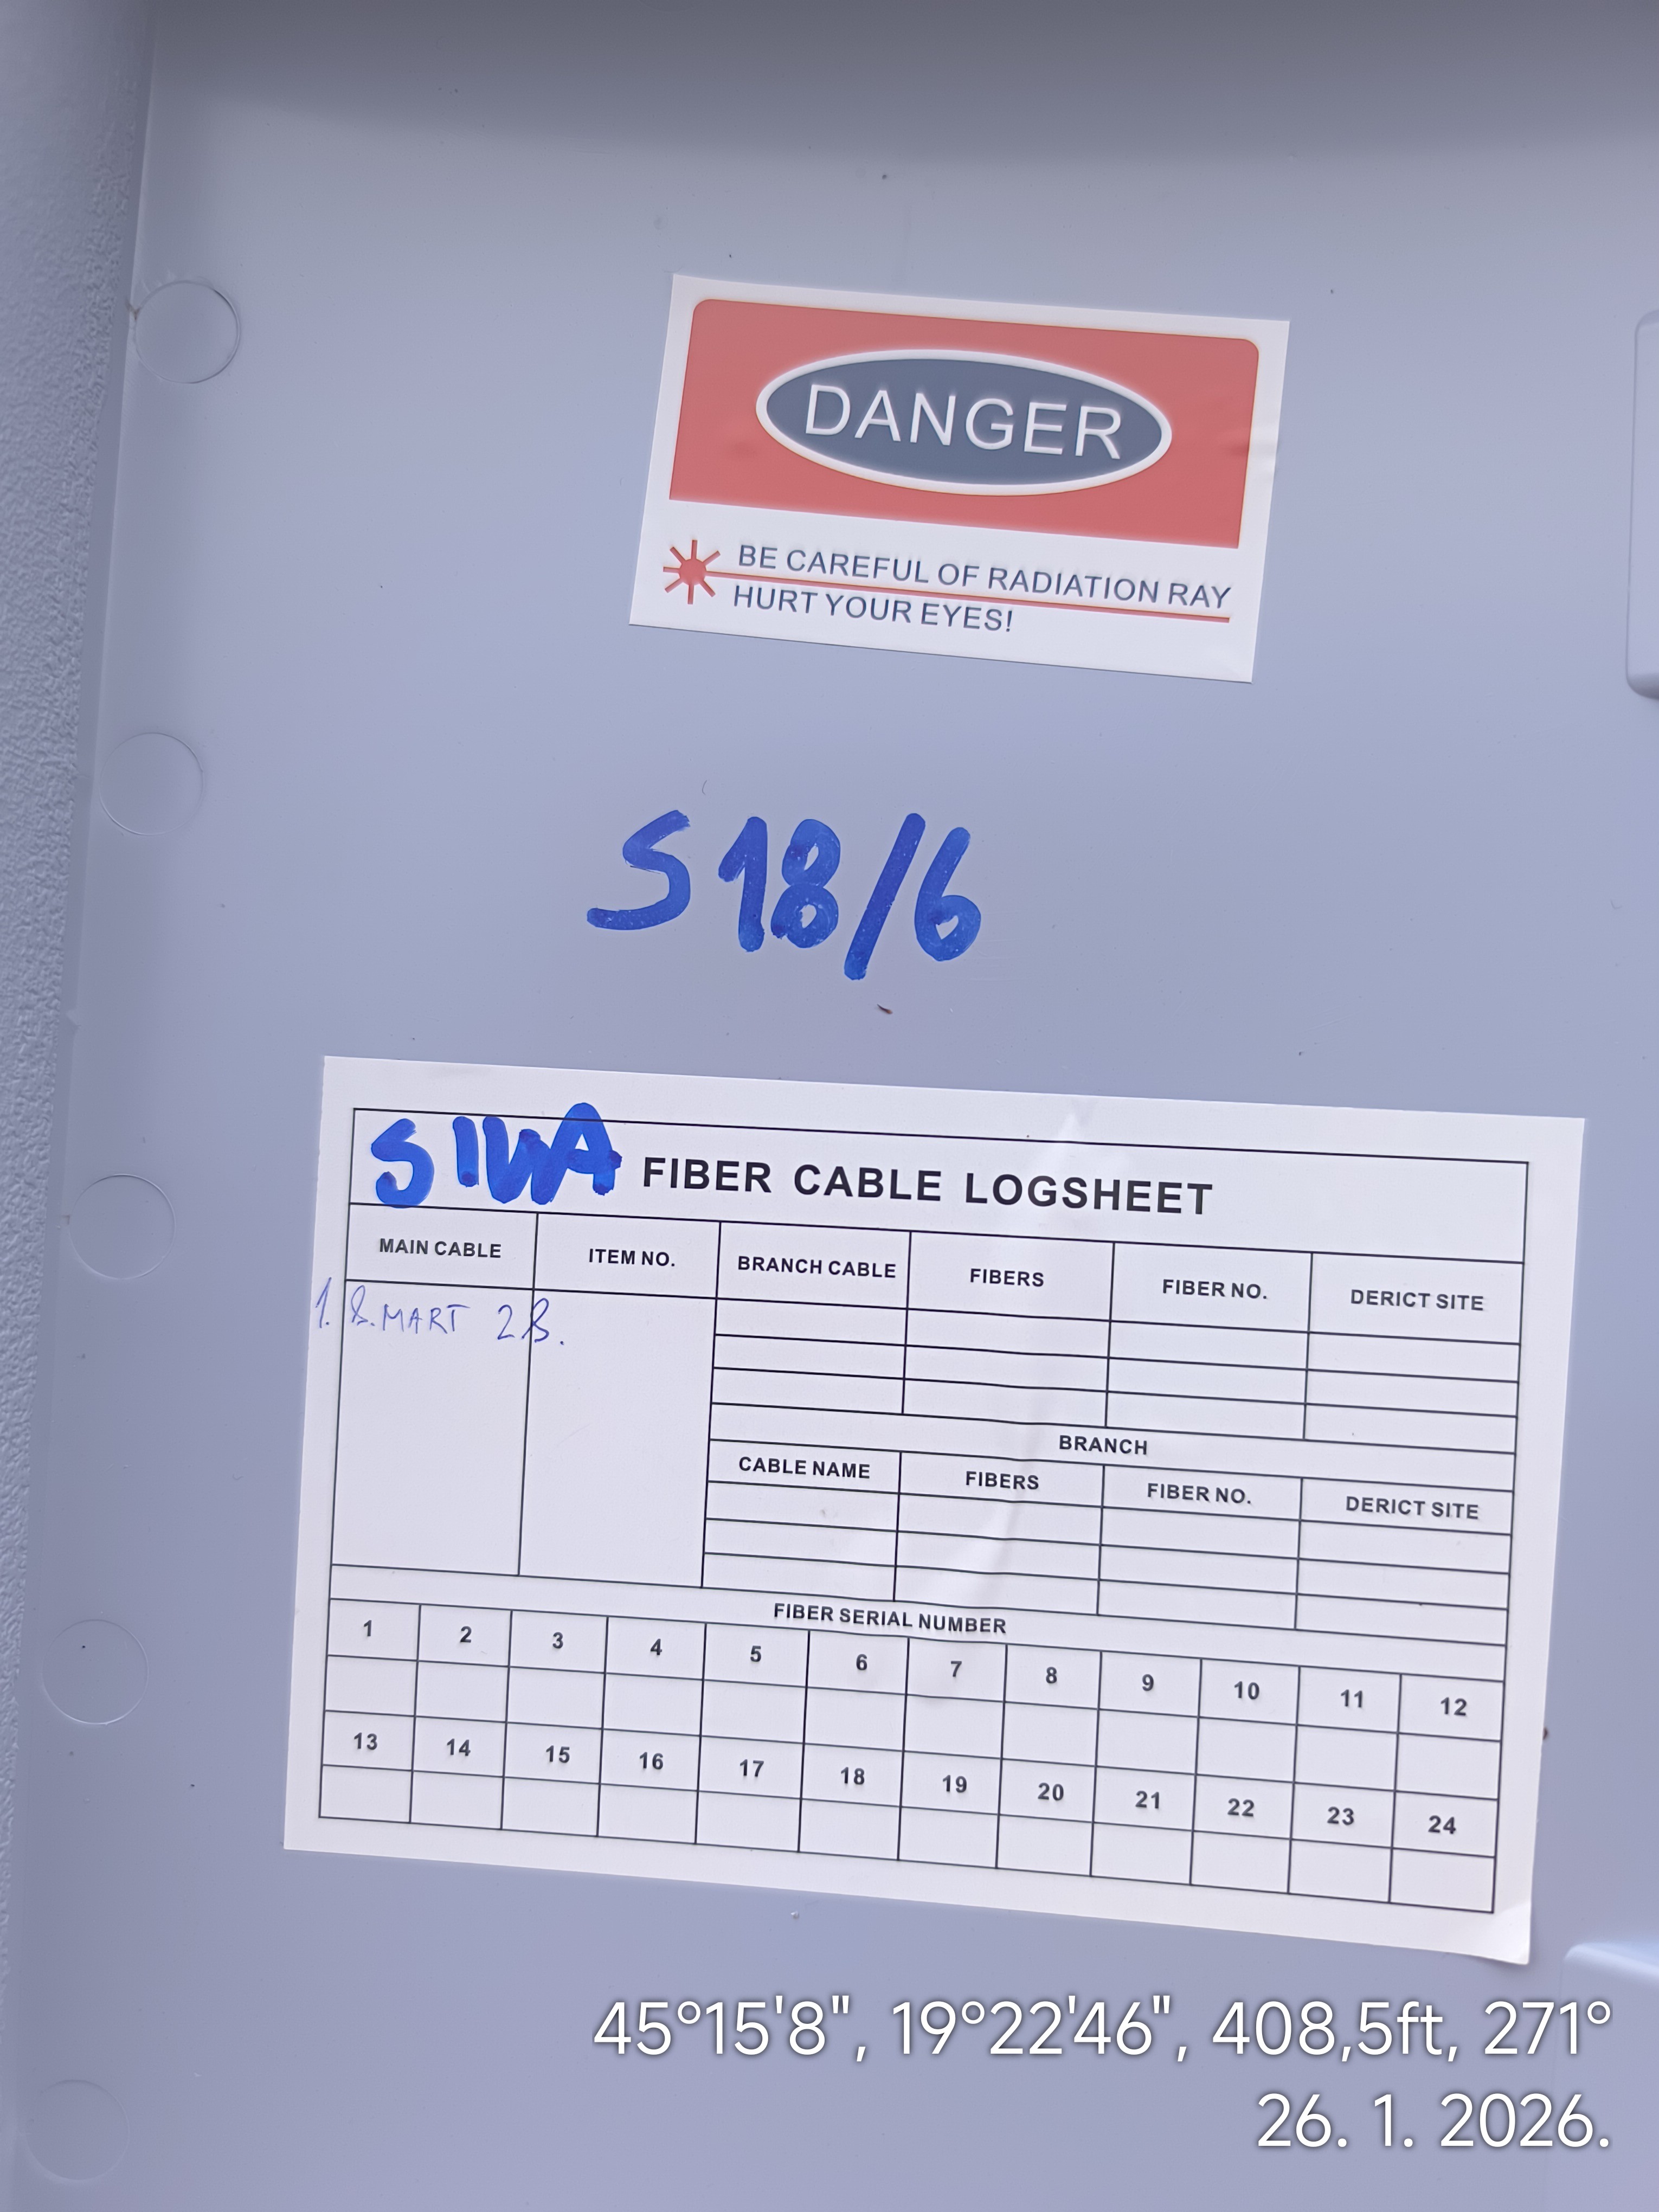 DANGER
BE CAREFUL OF RADIATION RAY
HURT YOUR EYES!
S18/6
SIWA FIBER CABLE LOGSHEET
MAIN CABLE ITEM NO. BRANCH CABLE FIBERS FIBER NO. DERICT SITE
1. 8. MART 2B.
BRANCH
CABLE NAME FIBERS FIBER NO. DERICT SITE
FIBER SERIAL NUMBER
1 2 3 4 5 6 7 8 9 10 11 12
13 14 15 16 17 18 19 20 21 22 23 24
45°15'8", 19°22'46", 408,5ft, 271°
26. 1. 2026.